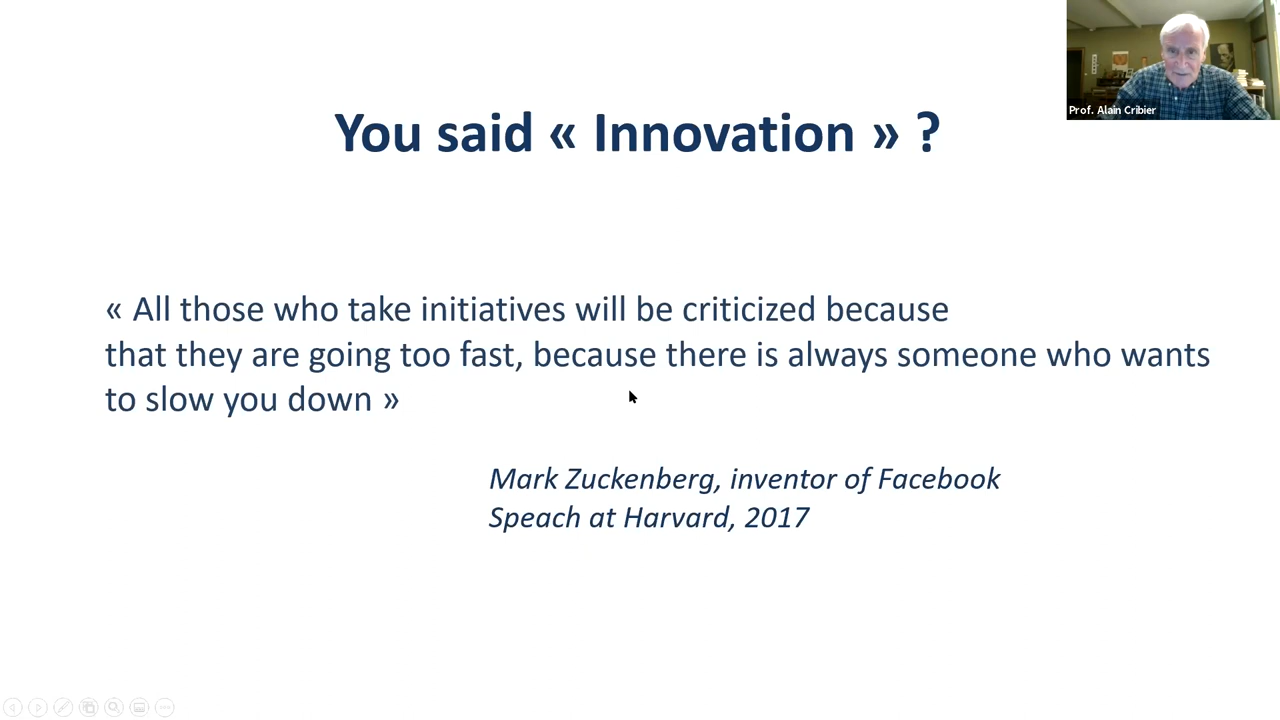 Prof. Alain Cribier
You said « Innovation » ?
« All those who take initiatives will be criticized because
that they are going too fast, because there is always someone who wants
to slow you down »
Mark Zuckenberg, inventor of Facebook
Speach at Harvard, 2017